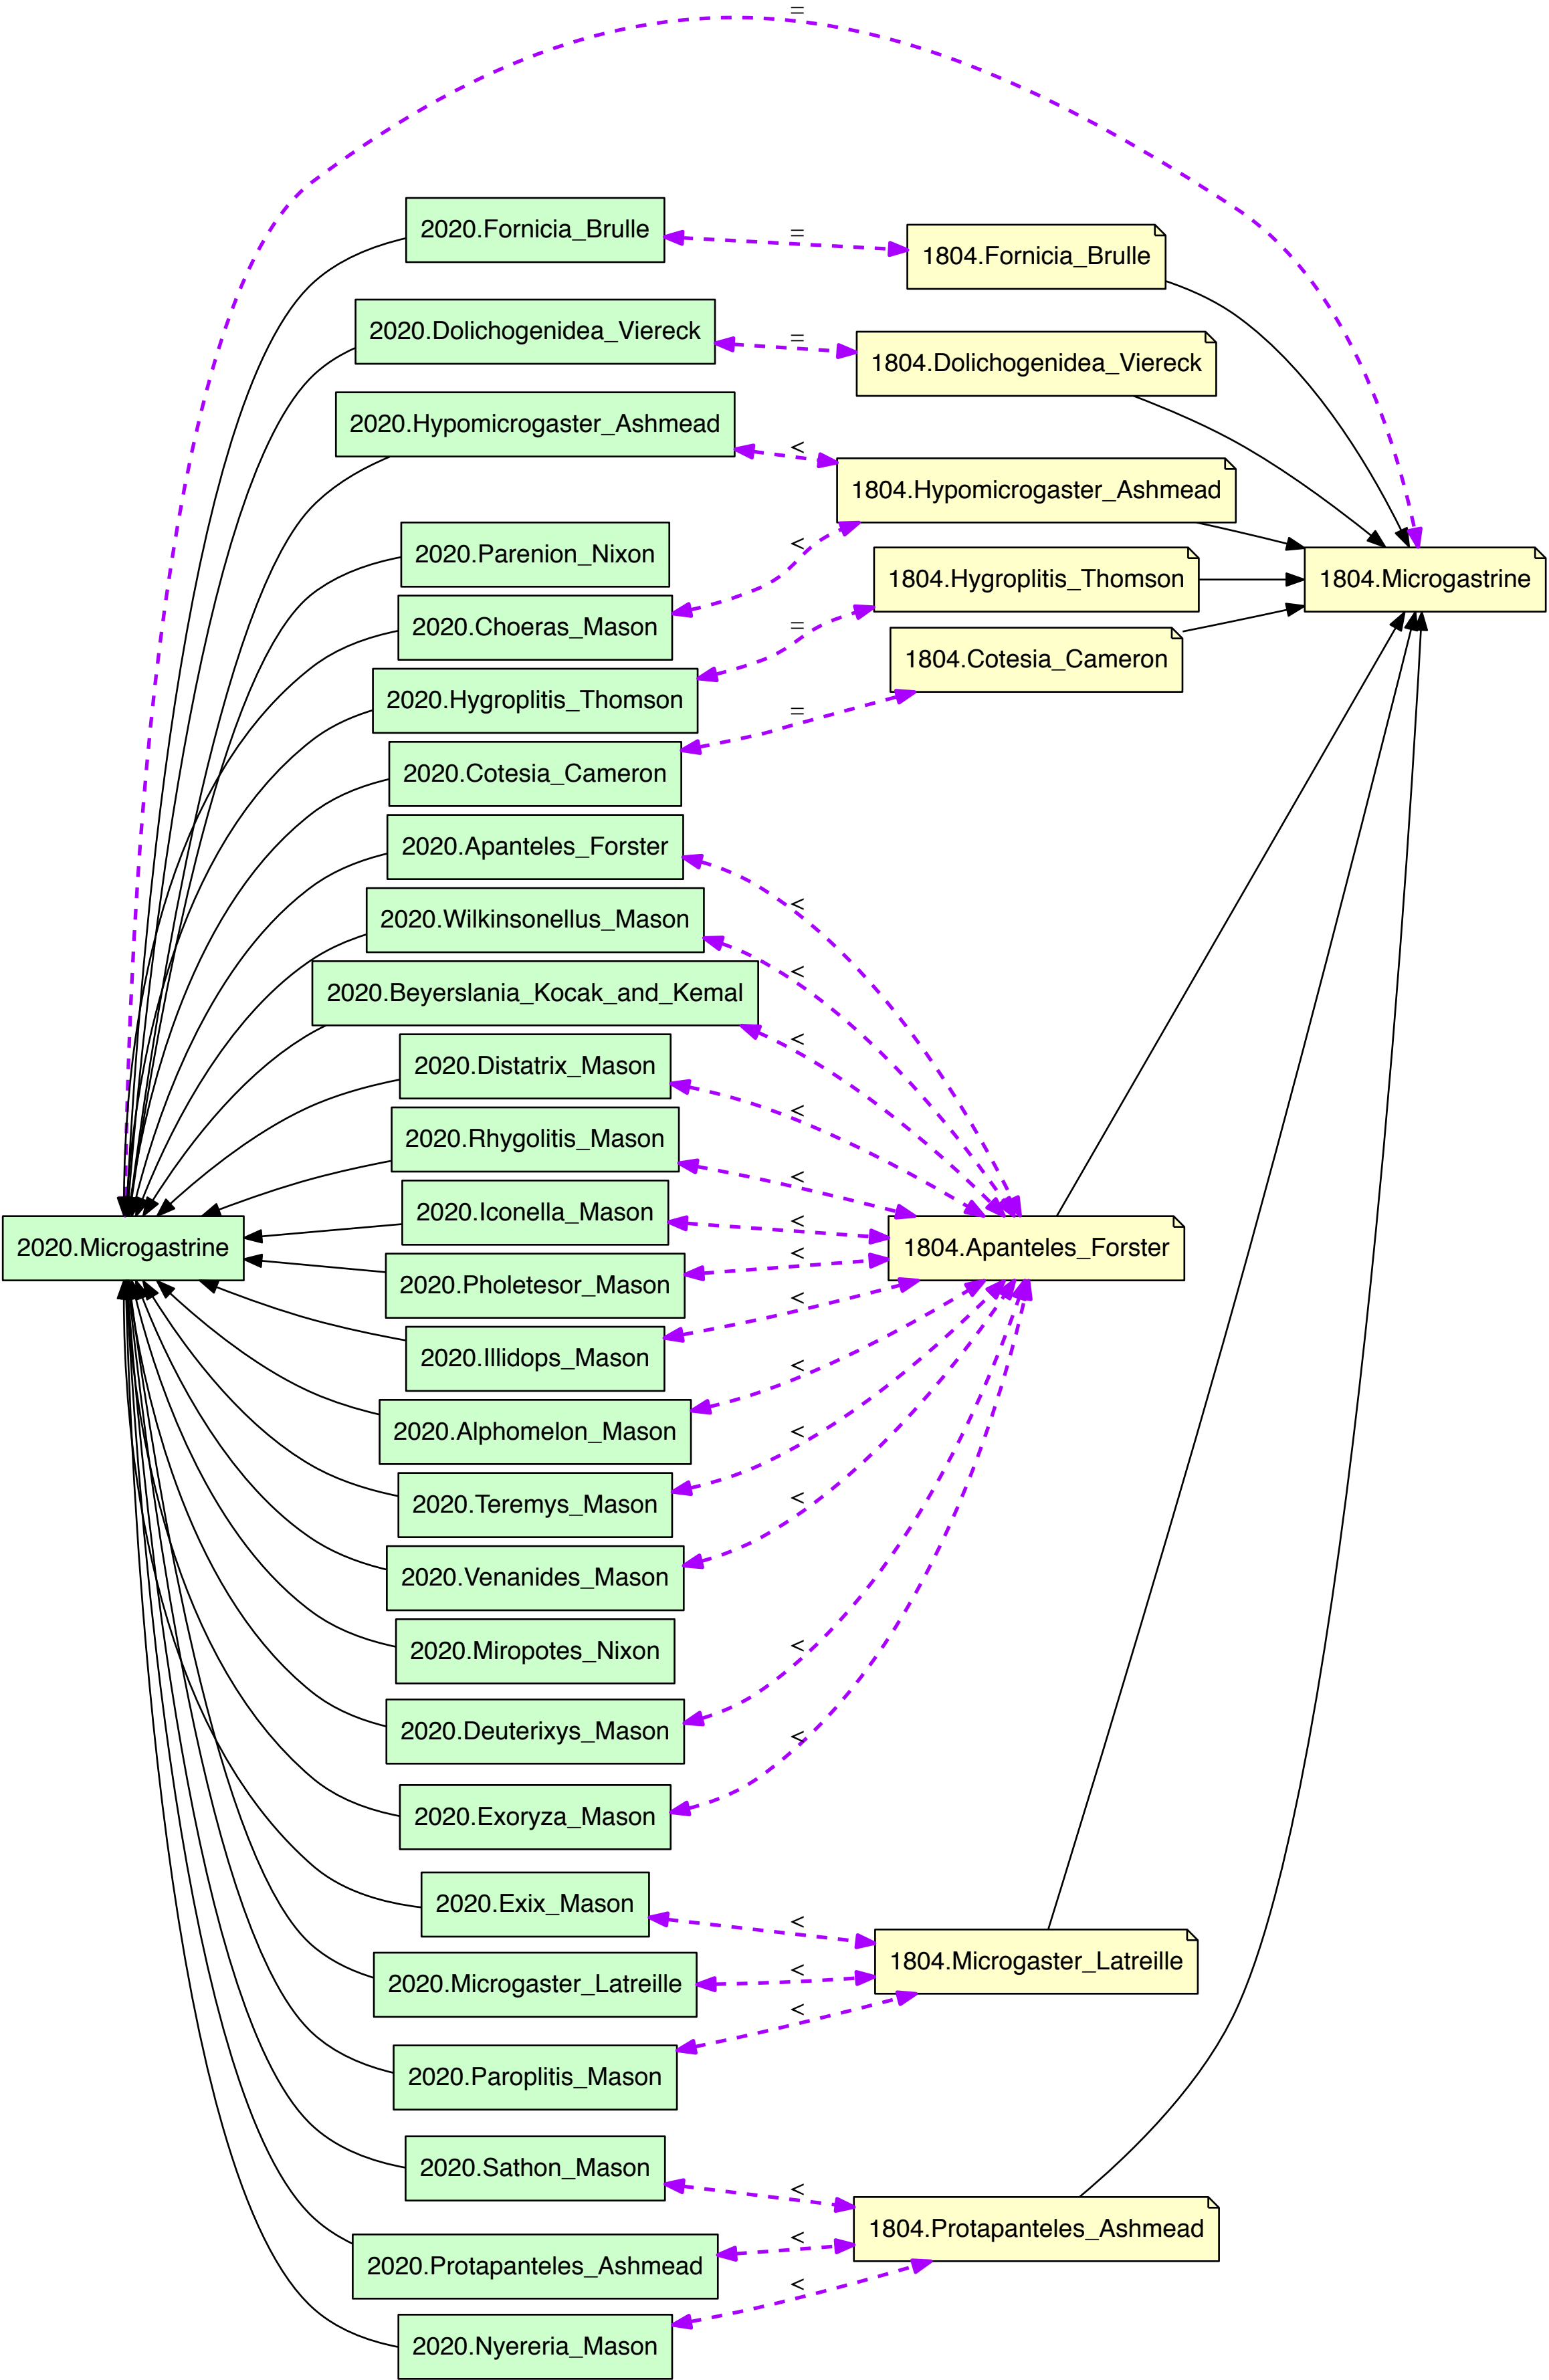 =
2020.Fornicia_Brulle
=
1804.Fornicia_Brulle
2020.Dolichogenidea_Viereck
=
1804.Dolichogenidea_Viereck
2020.Hypomicrogaster_Ashmead
<
1804.Hypomicrogaster_Ashmead
2020.Parenion_Nixon
<
1804.Hygroplitis_Thomson
1804.Microgastrine
2020.Choeras_Mason
=
1804.Cotesia_Cameron
2020.Hygroplitis_Thomson
=
2020.Cotesia_Cameron
2020.Apanteles_Forster
<
2020.Wilkinsonellus_Mason
<
2020.Beyerslania_Kocak_and_Kemal
<
2020.Distatrix_Mason
<
2020.Rhygolitis_Mason
<
2020.Iconella_Mason
<
2020.Microgastrine
1804.Apanteles_Forster
<
2020.Pholetesor_Mason
<
2020.Illidops_Mason
<
2020.Alphomelon_Mason
<
2020.Teremys_Mason
<
2020.Venanides_Mason
2020.Miropotes_Nixon
<
2020.Deuterixys_Mason
<
2020.Exoryza_Mason
2020.Exix_Mason
<
1804.Microgaster_Latreille
<
2020.Microgaster_Latreille
<
2020.Paroplitis_Mason
2020.Sathon_Mason
<
1804.Protapanteles_Ashmead
<
2020.Protapanteles_Ashmead
<
2020.Nyereria_Mason